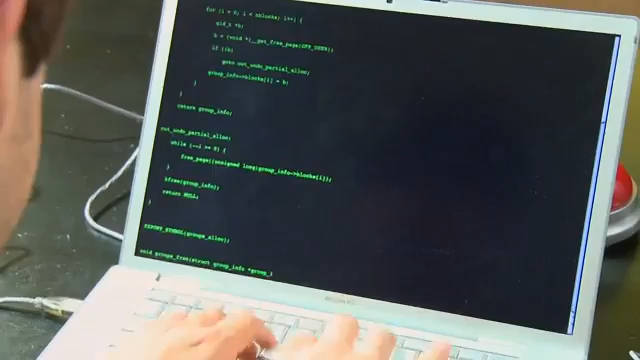 for (i = 0; i < nblocks; i++) {
gid_t *b;
b = (void *)__get_free_page(GFP_USER);
if (!b)
goto out_undo_partial_alloc;
group_info->blocks[i] = b;
}
}
return group_info;
out_undo_partial_alloc:
while (--i >= 0) {
free_page((unsigned long)group_info->blocks[i]);
}
kfree(group_info);
return NULL;
}
EXPORT_SYMBOL(groups_alloc);
void groups_free(struct group_info *group_i